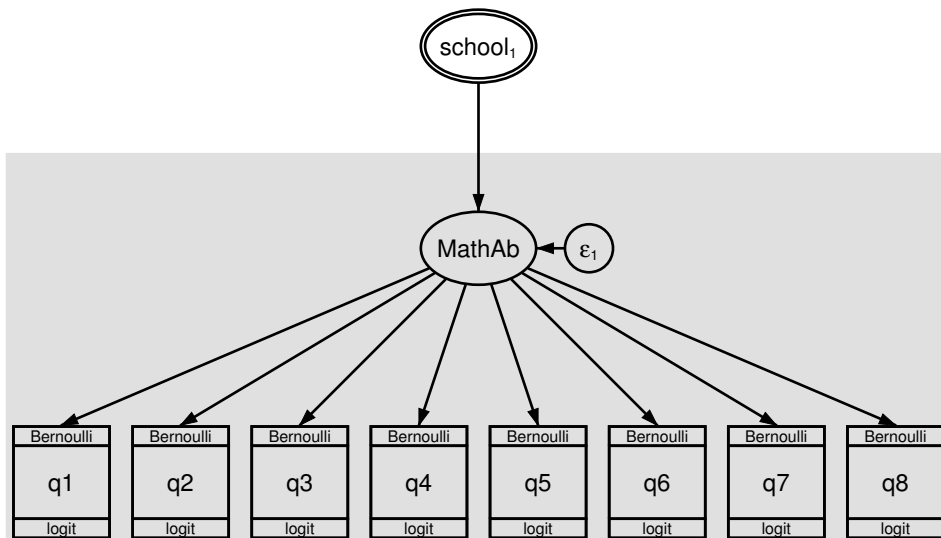 school₁
MathAb
ε₁
Bernoulli Bernoulli Bernoulli Bernoulli Bernoulli Bernoulli Bernoulli Bernoulli
q1 q2 q3 q4 q5 q6 q7 q8
logit logit logit logit logit logit logit logit